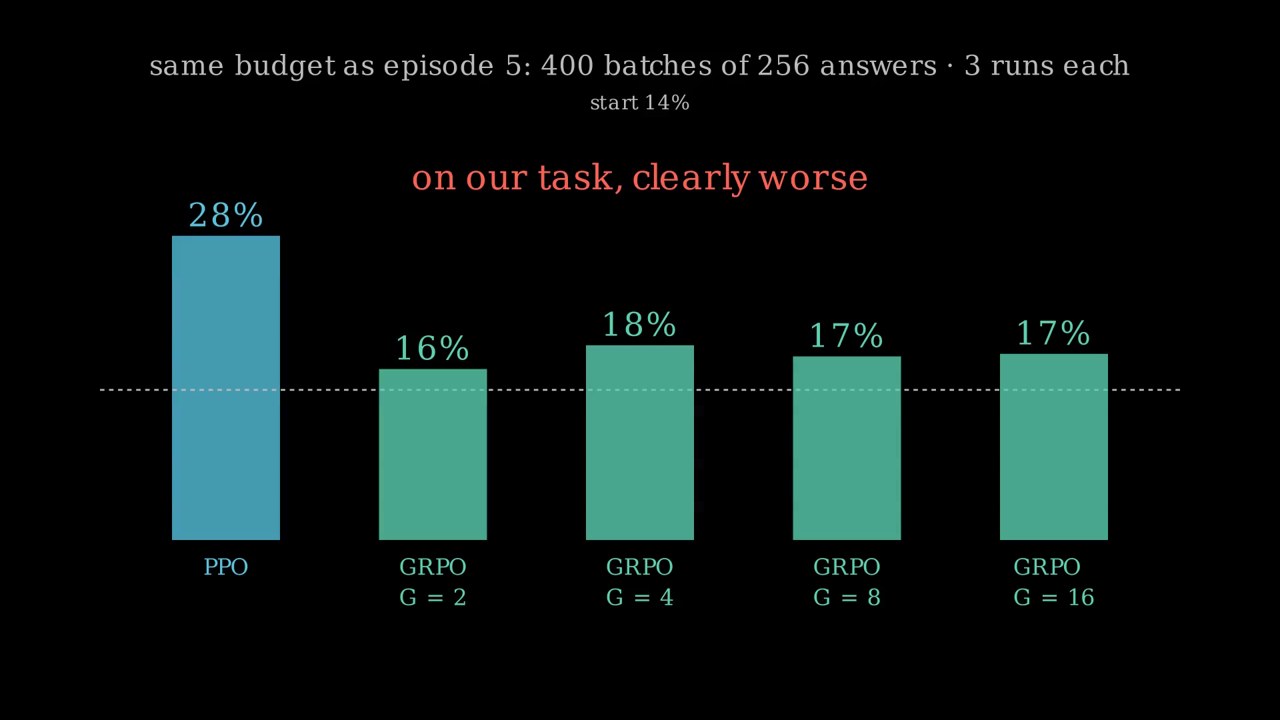 same budget as episode 5: 400 batches of 256 answers · 3 runs each
start 14%
on our task, clearly worse
28%
16%
18%
17%
17%
PPO
GRPO
G = 2
GRPO
G = 4
GRPO
G = 8
GRPO
G = 16